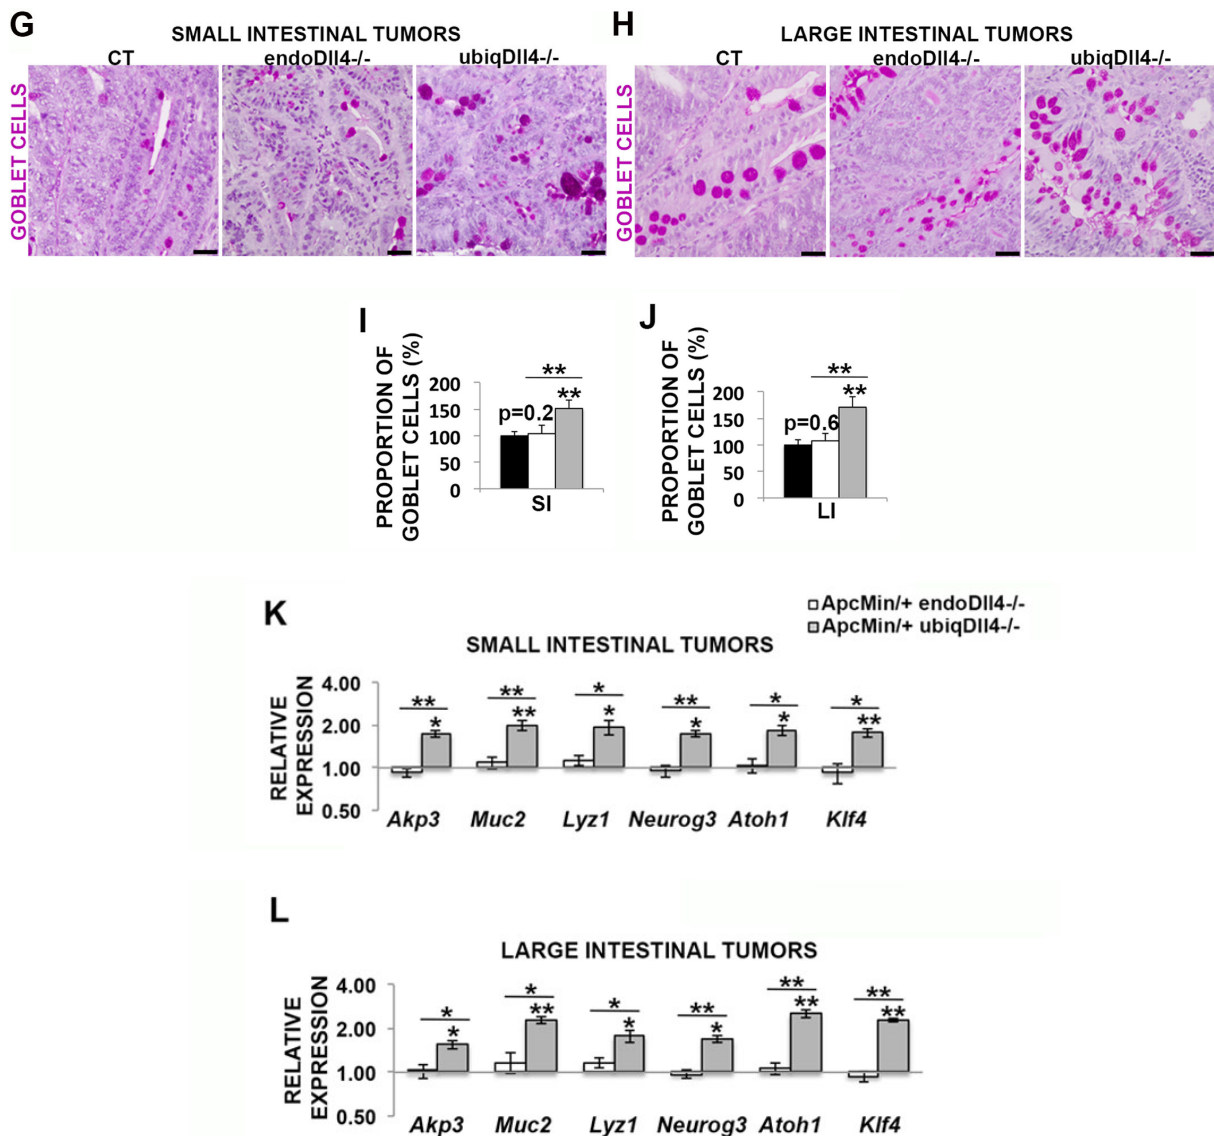 G
SMALL INTESTINAL TUMORS
CT endoDll4-/- ubiqDll4-/-
GOBLET CELLS
H
LARGE INTESTINAL TUMORS
CT endoDll4-/- ubiqDll4-/-
GOBLET CELLS
I
PROPORTION OF
GOBLET CELLS (%)
200
150
100
50
0
p=0.2
**
**
SI
J
PROPORTION OF
GOBLET CELLS (%)
200
150
100
50
0
p=0.6
**
**
LI
K
ApcMin/+ endoDll4-/-
ApcMin/+ ubiqDll4-/-
SMALL INTESTINAL TUMORS
RELATIVE
EXPRESSION
4.00
2.00
1.00
0.50
** ** * ** * *
* ** * * * **
Akp3 Muc2 Lyz1 Neurog3 Atoh1 Klf4
L
LARGE INTESTINAL TUMORS
RELATIVE
EXPRESSION
4.00
2.00
1.00
0.50
* * * ** ** **
* ** * * ** **
Akp3 Muc2 Lyz1 Neurog3 Atoh1 Klf4